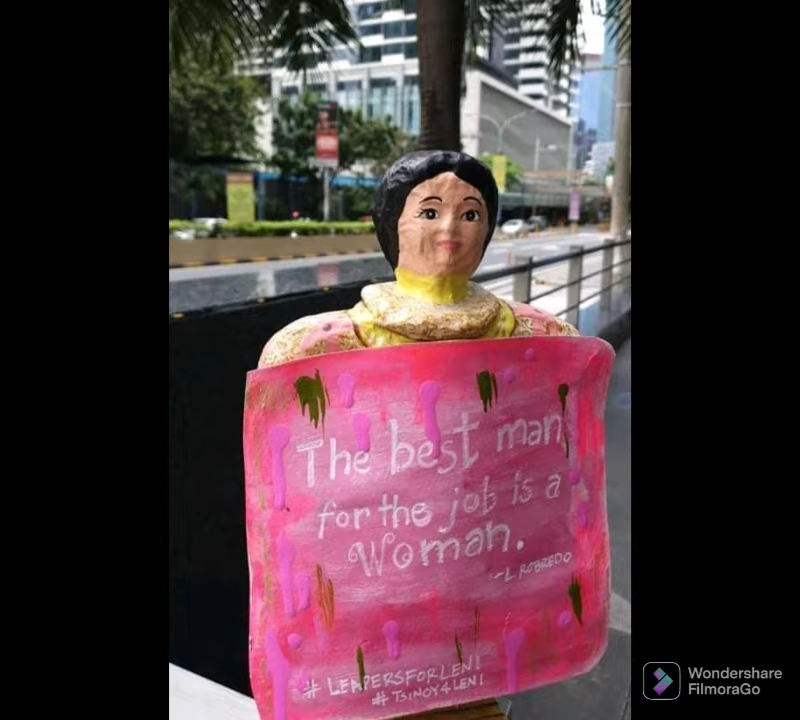 The best man
for the job is a
Woman.
-L ROBREDO
# LEAPERSFORLENI
# TSINOY4LENI
Wondershare
FilmoraGo